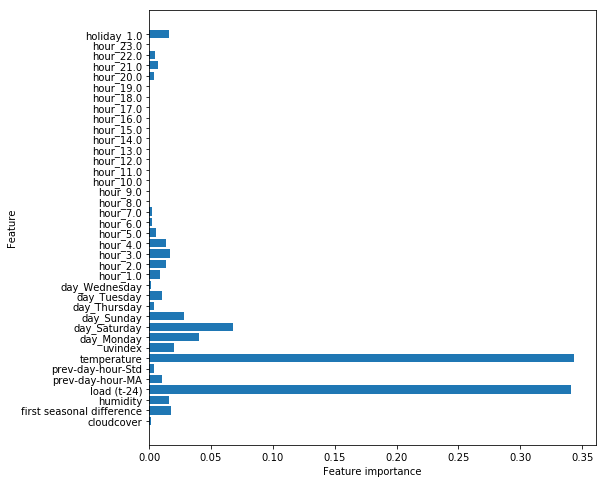 holiday_1.0
hour_23.0
hour_22.0
hour_21.0
hour_20.0
hour_19.0
hour_18.0
hour_17.0
hour_16.0
hour_15.0
hour_14.0
hour_13.0
hour_12.0
hour_11.0
hour_10.0
hour_9.0
hour_8.0
hour_7.0
hour_6.0
hour_5.0
hour_4.0
hour_3.0
hour_2.0
hour_1.0
day_Wednesday
day_Tuesday
day_Thursday
day_Sunday
day_Saturday
day_Monday
uvindex
temperature
prev-day-hour-Std
prev-day-hour-MA
load (t-24)
humidity
first seasonal difference
cloudcover
Feature
0.00 0.05 0.10 0.15 0.20 0.25 0.30 0.35
Feature importance